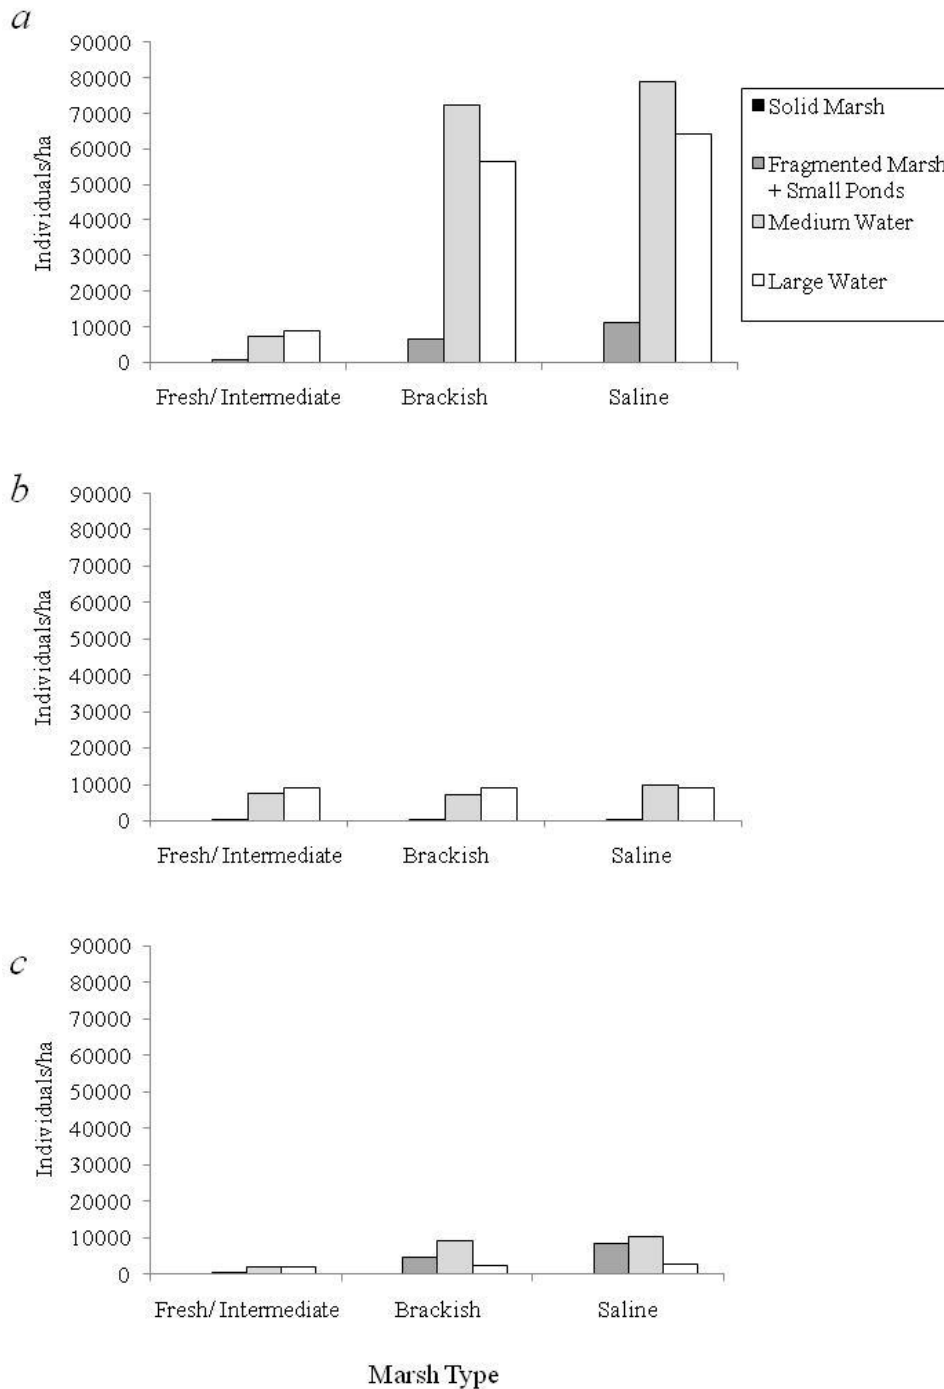 a
90000
80000
70000
60000
50000
40000
30000
20000
10000
0
Individuals/ha
Fresh/ Intermediate Brackish Saline
Solid Marsh
Fragmented Marsh
+ Small Ponds
Medium Water
Large Water
b
90000
80000
70000
60000
50000
40000
30000
20000
10000
0
Individuals/ha
Fresh/ Intermediate Brackish Saline
c
90000
80000
70000
60000
50000
40000
30000
20000
10000
0
Individuals/ha
Fresh/ Intermediate Brackish Saline
Marsh Type